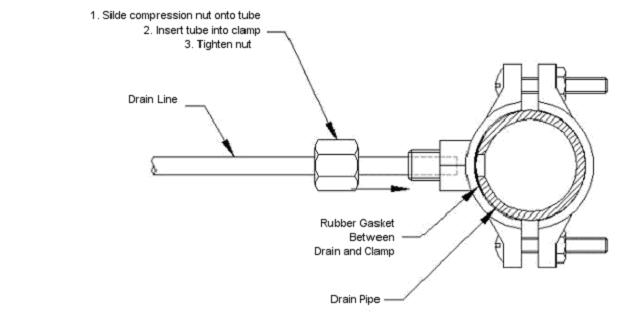 1. Silde compression nut onto tube
2. Insert tube into clamp
3. Tighten nut
Drain Line
Rubber Gasket
Between
Drain and Clamp
Drain Pipe